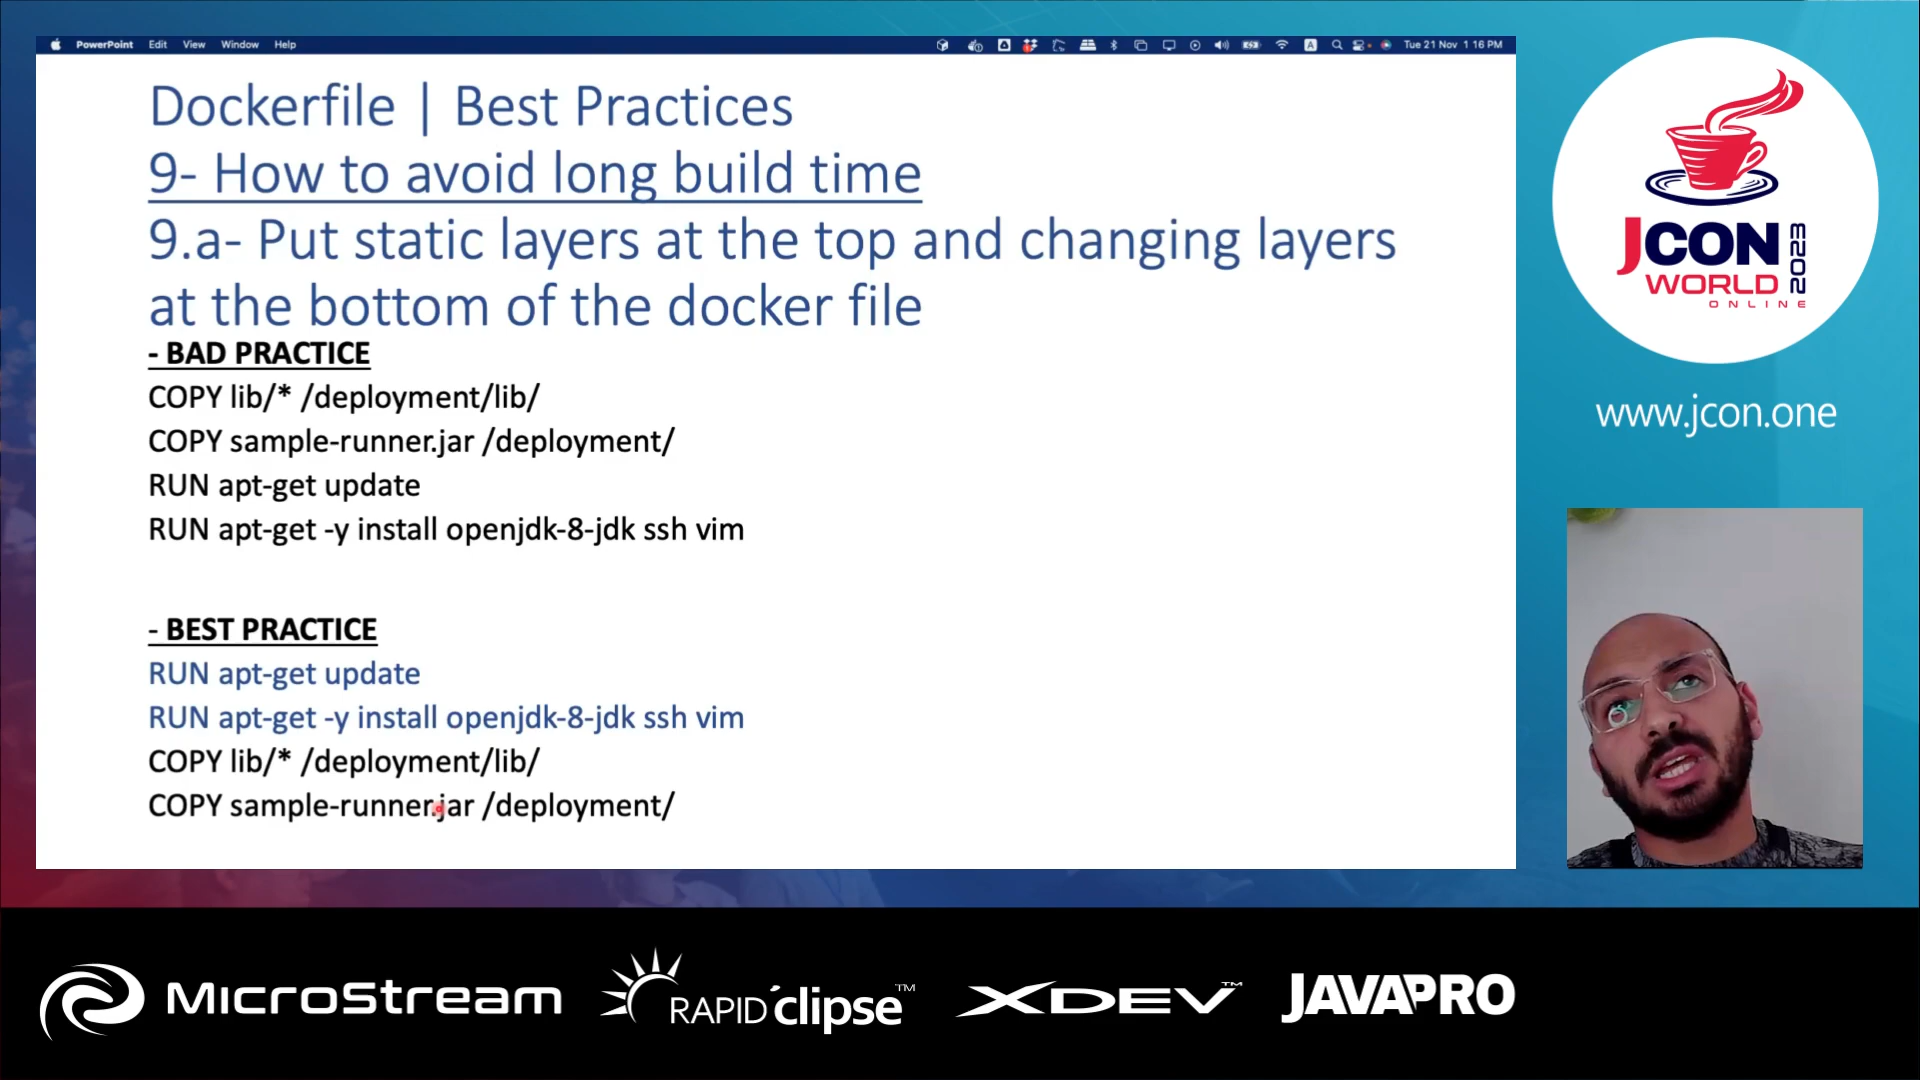 PowerPoint Edit View Window Help
Tue 21 Nov 1 16 PM
Dockerfile | Best Practices
9- How to avoid long build time
9.a- Put static layers at the top and changing layers
at the bottom of the docker file
- BAD PRACTICE
COPY lib/* /deployment/lib/
COPY sample-runner.jar /deployment/
RUN apt-get update
RUN apt-get -y install openjdk-8-jdk ssh vim
- BEST PRACTICE
RUN apt-get update
RUN apt-get -y install openjdk-8-jdk ssh vim
COPY lib/* /deployment/lib/
COPY sample-runner.jar /deployment/
JCON 2023
WORLD
ONLINE
www.jcon.one
MICROSTREAM
RAPIDclipse™
XDEV™
JAVAPRO